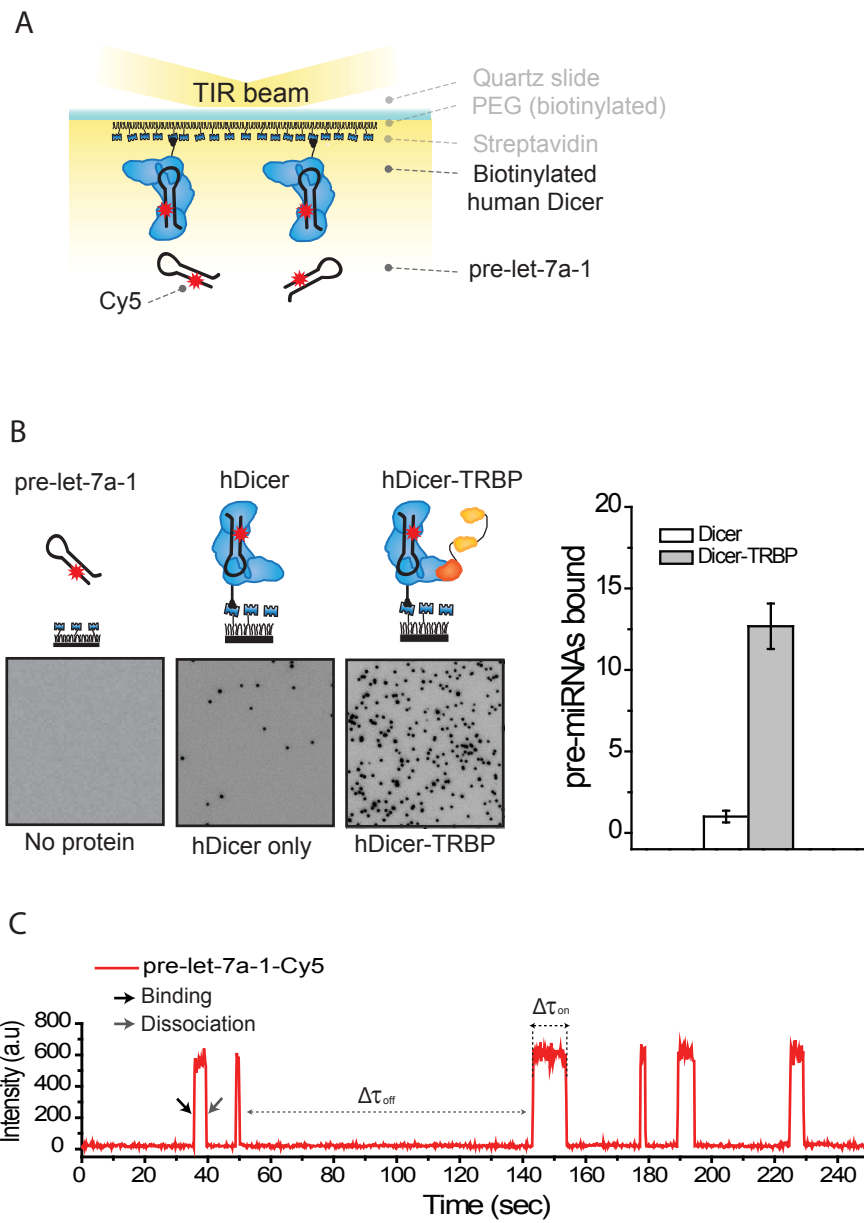 A
TIR beam
Quartz slide
PEG (biotinylated)
Streptavidin
Biotinylated
human Dicer
pre-let-7a-1
Cy5
B
pre-let-7a-1
hDicer
hDicer-TRBP
No protein
hDicer only
hDicer-TRBP
pre-miRNAs bound
20
15
10
5
0
Dicer
Dicer-TRBP
C
pre-let-7a-1-Cy5
Binding
Dissociation
Δτon
Δτoff
Intensity (a.u)
800
600
400
200
0
0 20 40 60 80 100 120 140 160 180 200 220 240
Time (sec)